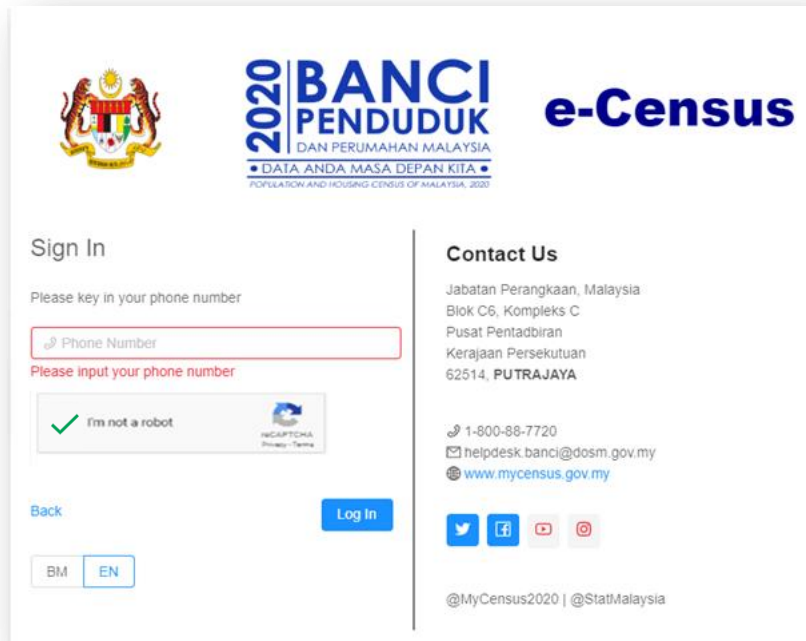 2020
BANCI
PENDUDUK
DAN PERUMAHAN MALAYSIA
• DATA ANDA MASA DEPAN KITA •
POPULATION AND HOUSING CENSUS OF MALAYSIA, 2020
e-Census
Sign In
Please key in your phone number
Phone Number
Please input your phone number
I'm not a robot
reCAPTCHA
Privacy - Terms
Back
Log In
BM
EN
Contact Us
Jabatan Perangkaan, Malaysia
Blok C6, Kompleks C
Pusat Pentadbiran
Kerajaan Persekutuan
62514, PUTRAJAYA
1-800-88-7720
helpdesk.banci@dosm.gov.my
www.mycensus.gov.my
@MyCensus2020 | @StatMalaysia